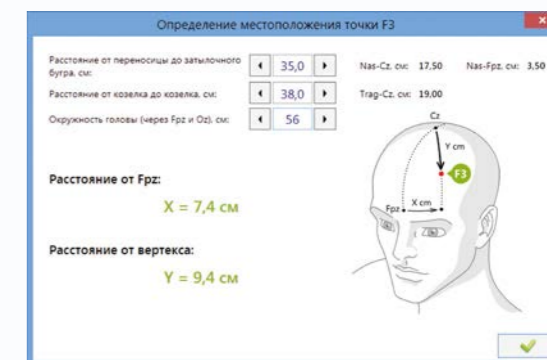 Определение местоположения точки F3
Расстояние от переносицы до затылочного
бугра, см:
35,0
Nas-Cz, см: 17,50
Nas-Fpz, см: 3,50
Расстояние от козелка до козелка, см:
38,0
Trag-Cz, см: 19,00
Окружность головы (через Fpz и Oz), см:
56
Cz
Y cm
F3
Расстояние от Fpz:
X = 7,4 см
Fpz
X cm
Расстояние от вертекса:
Y = 9,4 см